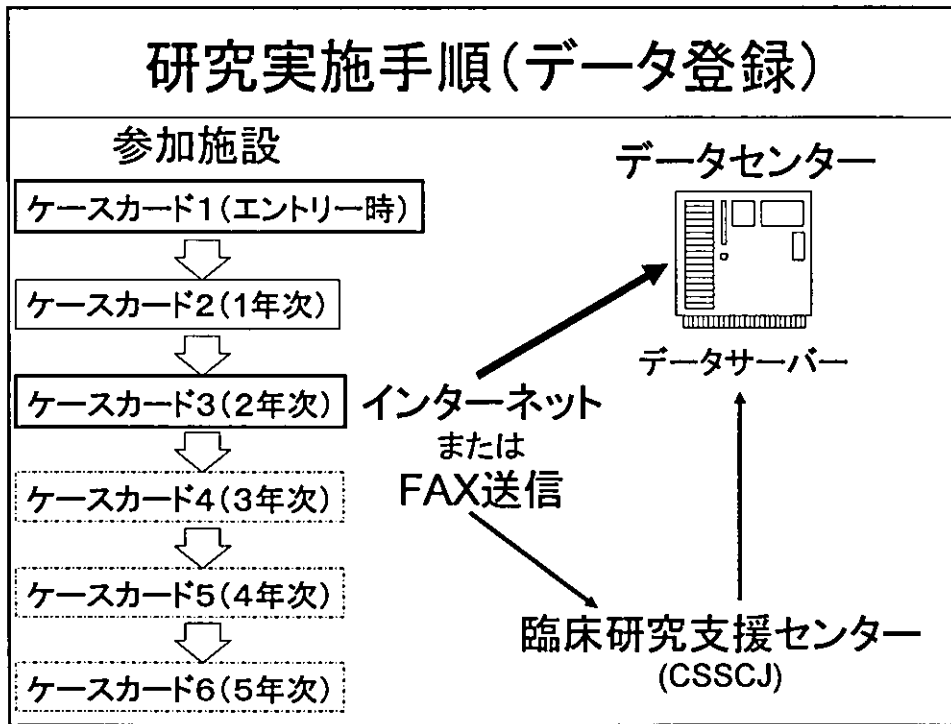 研究実施手順(データ登録)
参加施設
ケースカード1(エントリー時)
ケースカード2(1年次)
ケースカード3(2年次)
ケースカード4(3年次)
ケースカード5(4年次)
ケースカード6(5年次)
インターネット
または
FAX送信
データセンター
データサーバー
臨床研究支援センター
(CSSCJ)